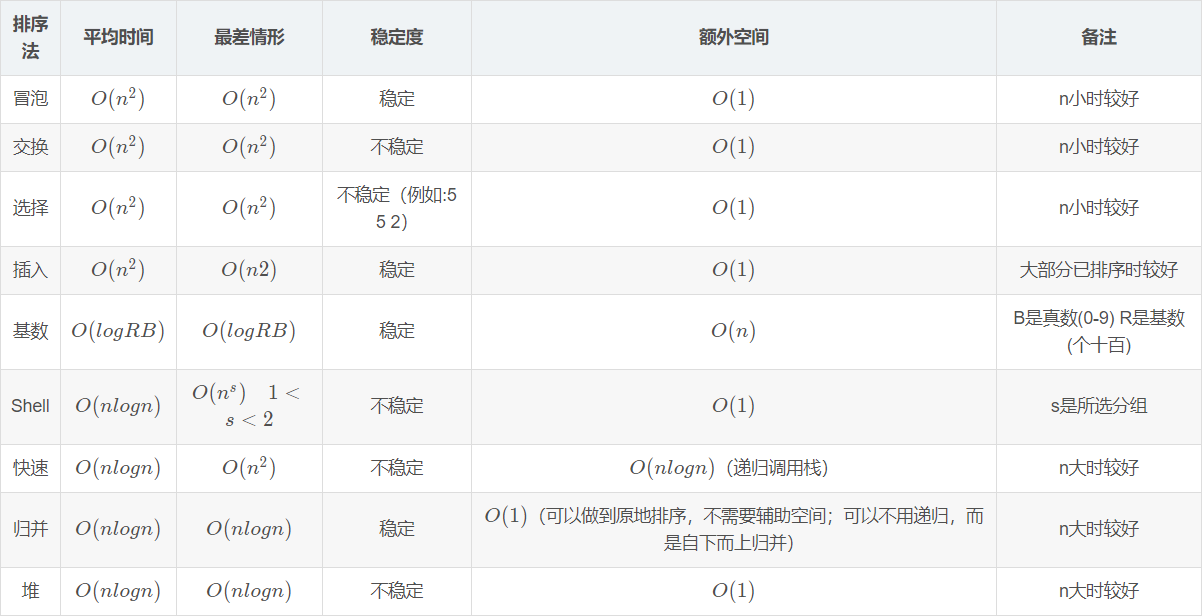 排序法 平均时间 最差情形 稳定度 额外空间 备注
冒泡 O(n²) O(n²) 稳定 O(1) n小时较好
交换 O(n²) O(n²) 不稳定 O(1) n小时较好
选择 O(n²) O(n²) 不稳定（例如:5 5 2） O(1) n小时较好
插入 O(n²) O(n2) 稳定 O(1) 大部分已排序时较好
基数 O(logRB) O(logRB) 稳定 O(n) B是真数(0-9) R是基数(个十百)
Shell O(nlogn) O(nˢ) 1 < s < 2 不稳定 O(1) s是所选分组
快速 O(nlogn) O(n²) 不稳定 O(nlogn)（递归调用栈） n大时较好
归并 O(nlogn) O(nlogn) 稳定 O(1)（可以做到原地排序，不需要辅助空间；可以不用递归，而是自下而上归并） n大时较好
堆 O(nlogn) O(nlogn) 不稳定 O(1) n大时较好